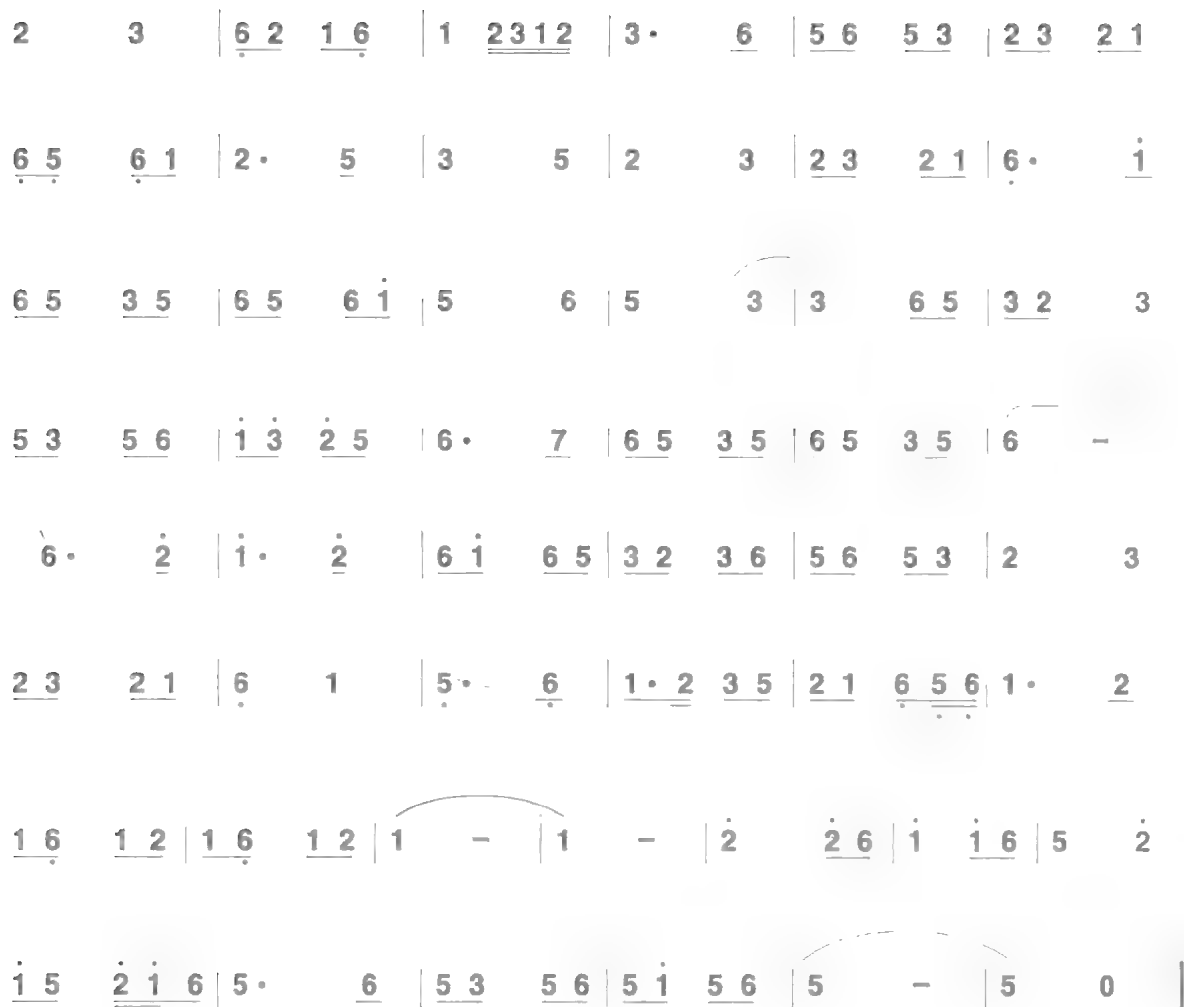 2 3 | 6̣ 2 1 6̣ | 1 2312 | 3· 6 | 5 6 5 3 | 2 3 2 1
6̣ 5̣ 6̣ 1 | 2· 5 | 3 5 | 2 3 | 2 3 2 1 | 6̣· 1̇
6 5 3 5 | 6 5 6 1̇ | 5 6 | 5 3 | 3 6 5 | 3 2 3
5 3 5 6 | 1̇ 3̇ 2̇ 5 | 6· 7 | 6 5 3 5 | 6 5 3 5 | 6 –
6· 2̇ | 1̇· 2̇ | 6 1̇ 6 5 | 3 2 3 6 | 5 6 5 3 | 2 3
2 3 2 1 | 6̣ 1 | 5̣· 6̣ | 1· 2 3 5 | 2 1 6̣ 5̣ 6̣ | 1· 2
1 6̣ 1 2 | 1 6̣ 1 2 | 1 – | 1 – | 2̇ 2̇ 6 | 1̇ 1̇ 6 | 5 2̇
1̇ 5 2̇ 1̇ 6 | 5· 6 | 5 3 5 6 | 5 1̇ 5 6 | 5 – | 5 0 |